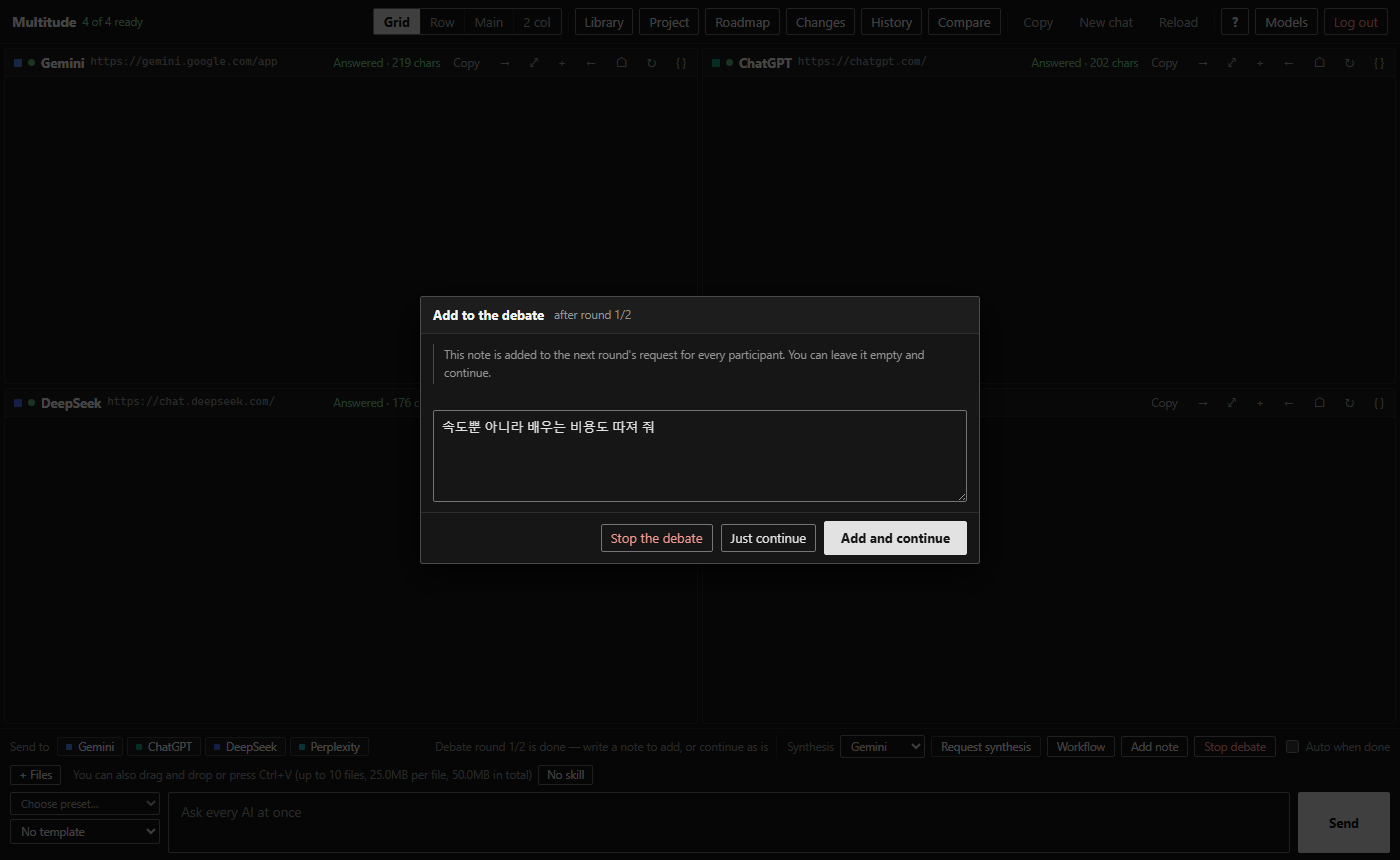 Multitude 4 of 4 ready Grid Row Main 2 col Library Project Roadmap Changes History Compare Copy New chat Reload ? Models Log out
Gemini https://gemini.google.com/app Answered · 219 chars Copy → ⤢ + ← ↻ { }
ChatGPT https://chatgpt.com/ Answered · 202 chars Copy → ⤢ + ← ↻ { }
Add to the debate after round 1/2
This note is added to the next round's request for every participant. You can leave it empty and
continue.
DeepSeek https://chat.deepseek.com/ Answered · 176 c
Copy → ⤢ + ← ↻ { }
속도뿐 아니라 배우는 비용도 따져 줘
Stop the debate Just continue Add and continue
Send to Gemini ChatGPT DeepSeek Perplexity Debate round 1/2 is done — write a note to add, or continue as is Synthesis Gemini Request synthesis Workflow Add note Stop debate Auto when done
+ Files You can also drag and drop or press Ctrl+V (up to 10 files, 25.0MB per file, 50.0MB in total) No skill
Choose preset...
Ask every AI at once
No template
Send